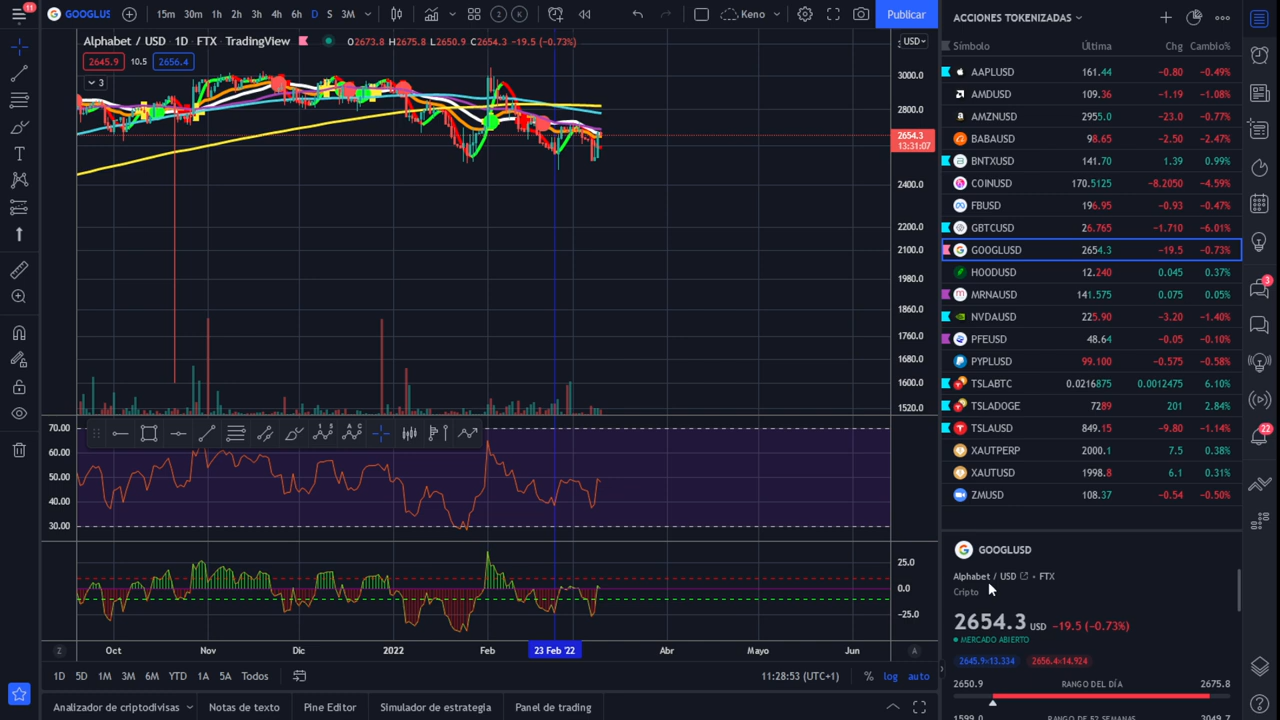 11
GOOGLUS
15m 30m 1h 2h 3h 4h 6h D S 3M
2 K
Keno
Publicar
Alphabet / USD · 1D · FTX · TradingView
O2673.8 H2675.8 L2650.9 C2654.3 −19.5 (−0.73%)
2645.9 10.5 2656.4
3
USD
3000.0
2800.0
2654.3
13:31:07
2400.0
2200.0
2100.0
1980.0
1860.0
1760.0
1680.0
1600.0
1520.0
70.00
60.00
50.00
40.00
30.00
25.0
0.0
−25.0
Z Oct Nov Dic 2022 Feb 23 Feb '22 Abr Mayo Jun A
1D 5D 1M 3M 6M YTD 1A 5A Todos
11:28:53 (UTC+1) % log auto
Analizador de criptodivisas Notas de texto Pine Editor Simulador de estrategia Panel de trading
ACCIONES TOKENIZADAS
Símbolo Última Chg Cambio%
AAPLUSD 161.44 −0.80 −0.49%
AMDUSD 109.36 −1.19 −1.08%
AMZNUSD 2955.0 −23.0 −0.77%
BABAUSD 98.65 −2.50 −2.47%
BNTXUSD 141.70 1.39 0.99%
COINUSD 170.5125 −8.2050 −4.59%
FBUSD 196.95 −0.93 −0.47%
GBTCUSD 26.765 −1.710 −6.01%
GOOGLUSD 2654.3 −19.5 −0.73%
HOODUSD 12.240 0.045 0.37%
MRNAUSD 141.575 0.075 0.05%
NVDAUSD 225.90 −3.20 −1.40%
PFEUSD 48.64 −0.05 −0.10%
PYPLUSD 99.100 −0.575 −0.58%
TSLABTC 0.0216875 0.0012475 6.10%
TSLADOGE 7289 201 2.84%
TSLAUSD 849.15 −9.80 −1.14%
XAUTPERP 2000.1 7.5 0.38%
XAUTUSD 1998.8 6.1 0.31%
ZMUSD 108.37 −0.54 −0.50%
GOOGLUSD
Alphabet / USD • FTX
Cripto
2654.3 USD −19.5 (−0.73%)
MERCADO ABIERTO
2645.9×13.334 2656.4×14.924
2650.9 RANGO DEL DÍA 2675.8
1599.0 RANGO DE 52 SEMANAS 3049.7
3
22